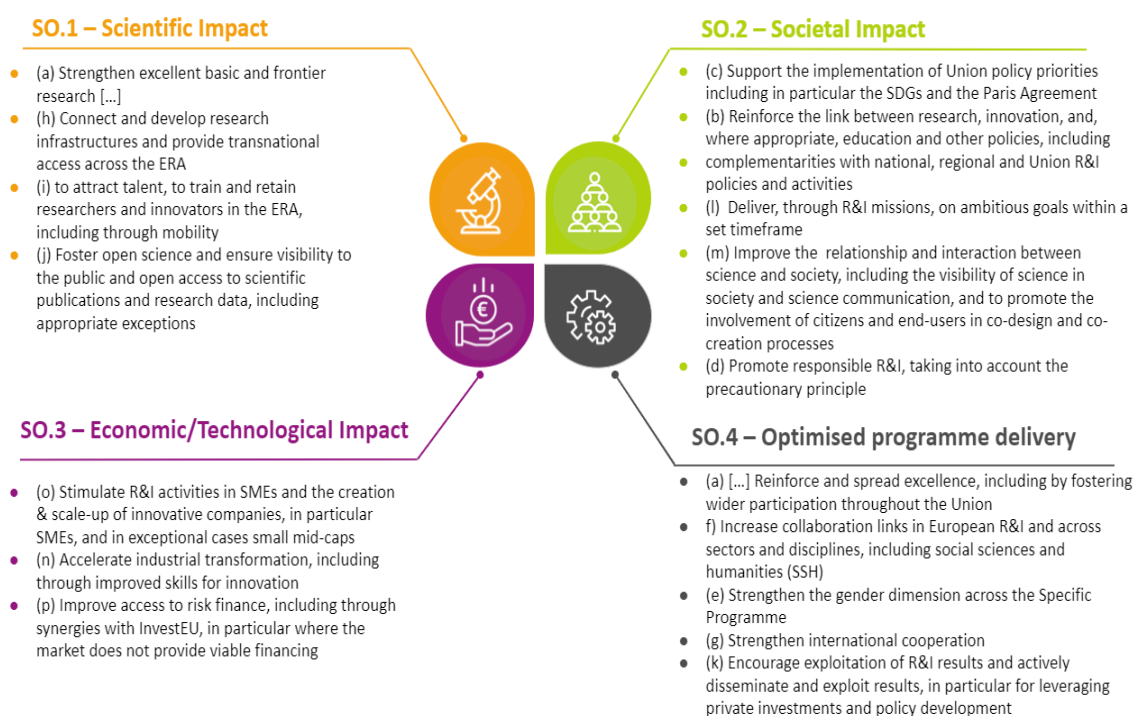 SO.1 – Scientific Impact
• (a) Strengthen excellent basic and frontier
research […]
• (h) Connect and develop research
infrastructures and provide transnational
access across the ERA
• (i) to attract talent, to train and retain
researchers and innovators in the ERA,
including through mobility
• (j) Foster open science and ensure visibility to
the public and open access to scientific
publications and research data, including
appropriate exceptions
SO.2 – Societal Impact
• (c) Support the implementation of Union policy priorities
including in particular the SDGs and the Paris Agreement
• (b) Reinforce the link between research, innovation, and,
where appropriate, education and other policies, including
• complementarities with national, regional and Union R&I
policies and activities
• (l) Deliver, through R&I missions, on ambitious goals within a
set timeframe
• (m) Improve the relationship and interaction between
science and society, including the visibility of science in
society and science communication, and to promote the
involvement of citizens and end-users in co-design and co-
creation processes
• (d) Promote responsible R&I, taking into account the
precautionary principle
€
SO.3 – Economic/Technological Impact
• (o) Stimulate R&I activities in SMEs and the creation
& scale-up of innovative companies, in particular
SMEs, and in exceptional cases small mid-caps
• (n) Accelerate industrial transformation, including
through improved skills for innovation
• (p) Improve access to risk finance, including through
synergies with InvestEU, in particular where the
market does not provide viable financing
SO.4 – Optimised programme delivery
• (a) […] Reinforce and spread excellence, including by fostering
wider participation throughout the Union
• f) Increase collaboration links in European R&I and across
sectors and disciplines, including social sciences and
humanities (SSH)
• (e) Strengthen the gender dimension across the Specific
Programme
• (g) Strengthen international cooperation
• (k) Encourage exploitation of R&I results and actively
disseminate and exploit results, in particular for leveraging
private investments and policy development